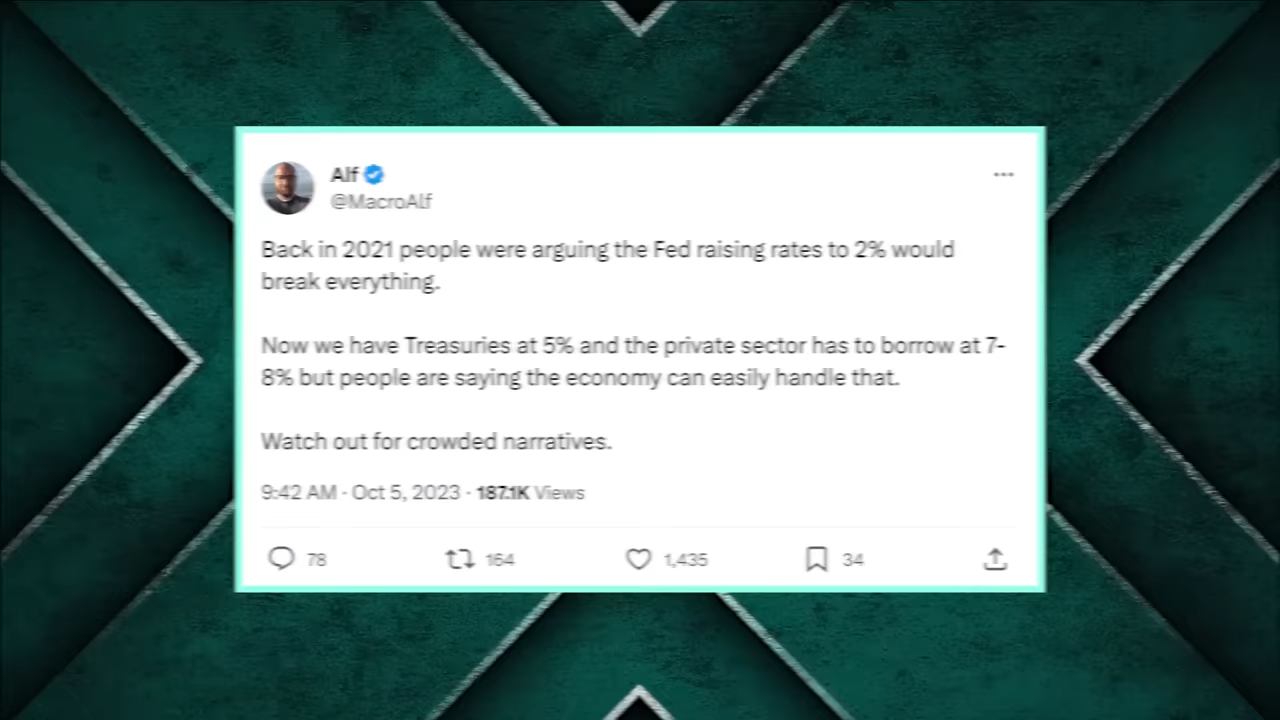 Alf
@MacroAlf
Back in 2021 people were arguing the Fed raising rates to 2% would
break everything.
Now we have Treasuries at 5% and the private sector has to borrow at 7-
8% but people are saying the economy can easily handle that.
Watch out for crowded narratives.
9:42 AM · Oct 5, 2023 · 187.1K Views
78 164 1,435 34